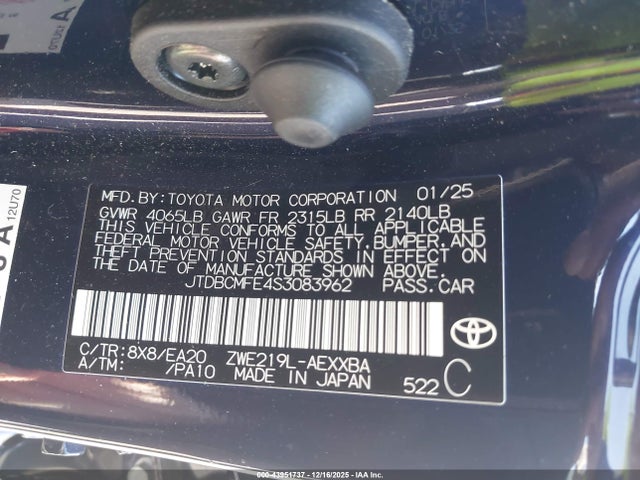 MFD.BY:TOYOTA MOTOR CORPORATION 01/25
GVWR 4065LB GAWR FR 2315LB RR 2140LB
THIS VEHICLE CONFORMS TO ALL APPLICABLE
FEDERAL MOTOR VEHICLE SAFETY, BUMPER, AND
THEFT PREVENTION STANDARDS IN EFFECT ON
THE DATE OF MANUFACTURE SHOWN ABOVE.
JTDBCMFE4S3083962 PASS.CAR
C/TR:8X8/EA20 ZWE219L-AEXXBA
A/TM: /PA10 MADE IN JAPAN 522 C
12U70
000-43951737 - 12/16/2025 - IAA Inc.